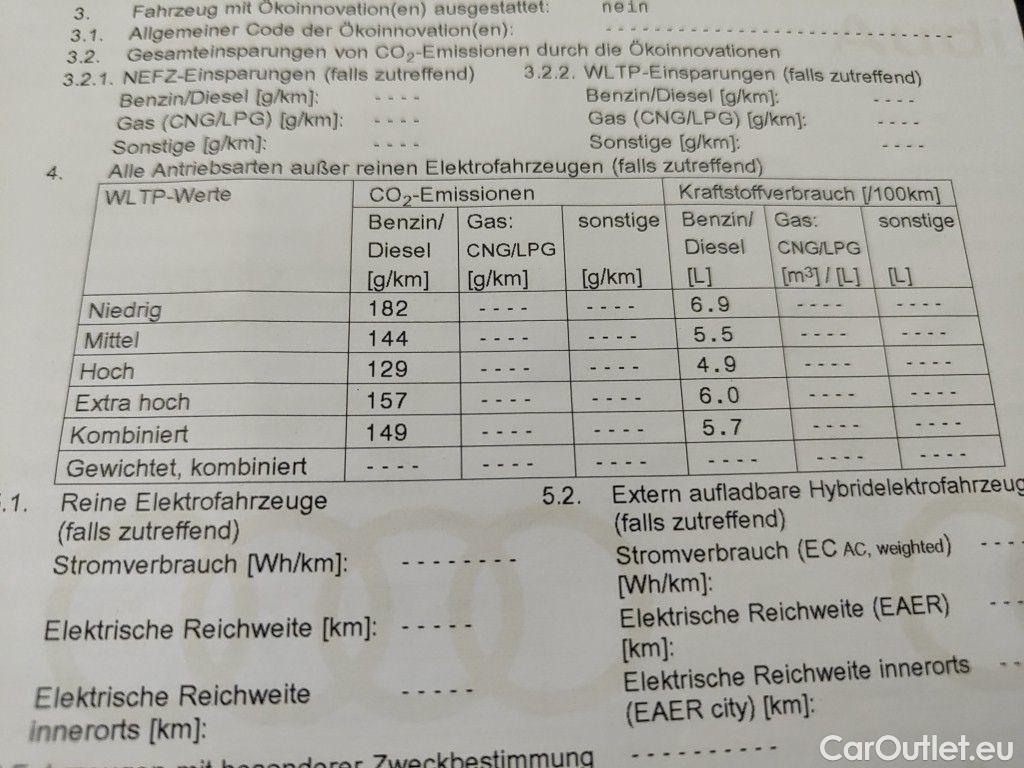 3. Fahrzeug mit Ökoinnovation(en) ausgestattet: nein
3.1. Allgemeiner Code der Ökoinnovation(en): - - - - - - - - - - - - - - - - - - - - - - - - - - - - - -
3.2. Gesamteinsparungen von CO₂-Emissionen durch die Ökoinnovationen
3.2.1. NEFZ-Einsparungen (falls zutreffend) 3.2.2. WLTP-Einsparungen (falls zutreffend)
Benzin/Diesel [g/km]: - - - - Benzin/Diesel [g/km]: - - - -
Gas (CNG/LPG) [g/km]: - - - - Gas (CNG/LPG) [g/km]: - - - -
Sonstige [g/km]: - - - - Sonstige [g/km]: - - - -
4. Alle Antriebsarten außer reinen Elektrofahrzeugen (falls zutreffend)
WLTP-Werte CO₂-Emissionen Kraftstoffverbrauch [/100km]
Benzin/ Gas: sonstige Benzin/ Gas: sonstige
Diesel CNG/LPG Diesel CNG/LPG
[g/km] [g/km] [g/km] [L] [m³] / [L] [L]
Niedrig 182 - - - - - - - - 6.9 - - - - - - - -
Mittel 144 - - - - - - - - 5.5 - - - - - - - -
Hoch 129 - - - - - - - - 4.9 - - - - - - - -
Extra hoch 157 - - - - - - - - 6.0 - - - - - - - -
Kombiniert 149 - - - - - - - - 5.7 - - - - - - - -
Gewichtet, kombiniert - - - - - - - - - - - - - - - - - - - - - - - -
5.1. Reine Elektrofahrzeuge 5.2. Extern aufladbare Hybridelektrofahrzeug
(falls zutreffend) (falls zutreffend)
Stromverbrauch [Wh/km]: - - - - - - - - Stromverbrauch (EC AC, weighted) - - - -
[Wh/km]:
Elektrische Reichweite [km]: - - - - - Elektrische Reichweite (EAER) - - -
[km]:
Elektrische Reichweite - - - - - Elektrische Reichweite innerorts - -
innerorts [km]: (EAER city) [km]:
Fahrzeugen mit besonderer Zweckbestimmung - - - - - - - - - -
CarOutlet.eu